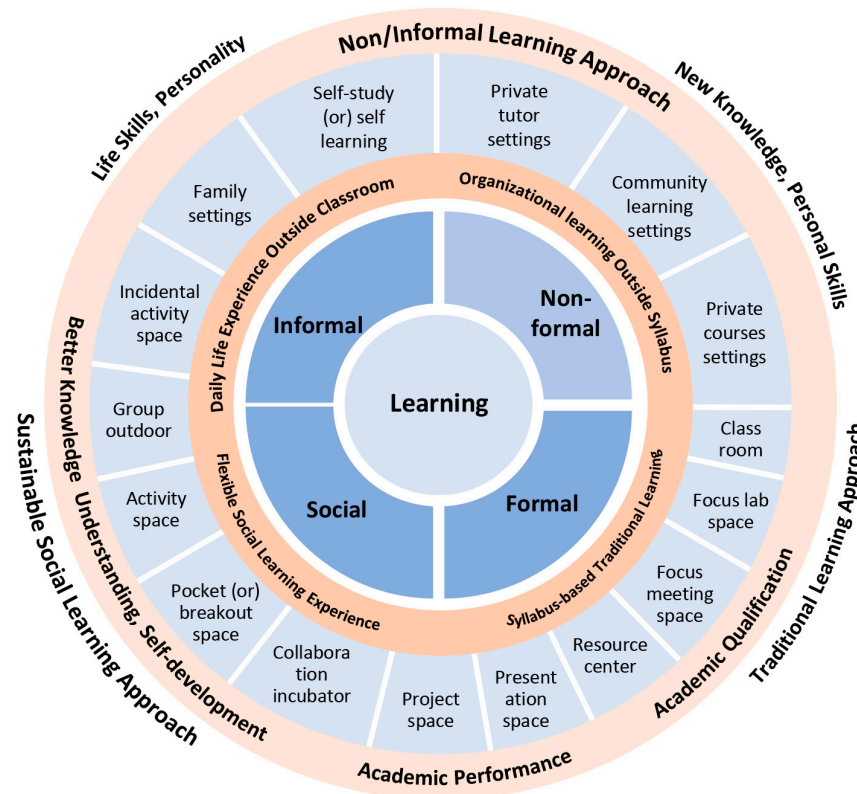 Non/Informal Learning Approach
Life Skills, Personality
New Knowledge, Personal Skills
Self-study
(or) self
learning
Private
tutor
settings
Family
settings
Community
learning
settings
Daily Life Experience Outside Classroom
Organizational learning Outside Syllabus
Incidental
activity
space
Informal
Non-
formal
Private
courses
settings
Learning
Group
outdoor
Class
room
Activity
space
Social
Formal
Focus lab
space
Flexible Social Learning Experience
Syllabus-based Traditional Learning
Pocket (or)
breakout
space
Focus
meeting
space
Collabora
tion
incubator
Project
space
Present
ation
space
Resource
center
Better Knowledge Understanding, Self-development
Sustainable Social Learning Approach
Academic Performance
Academic Qualification
Traditional Learning Approach